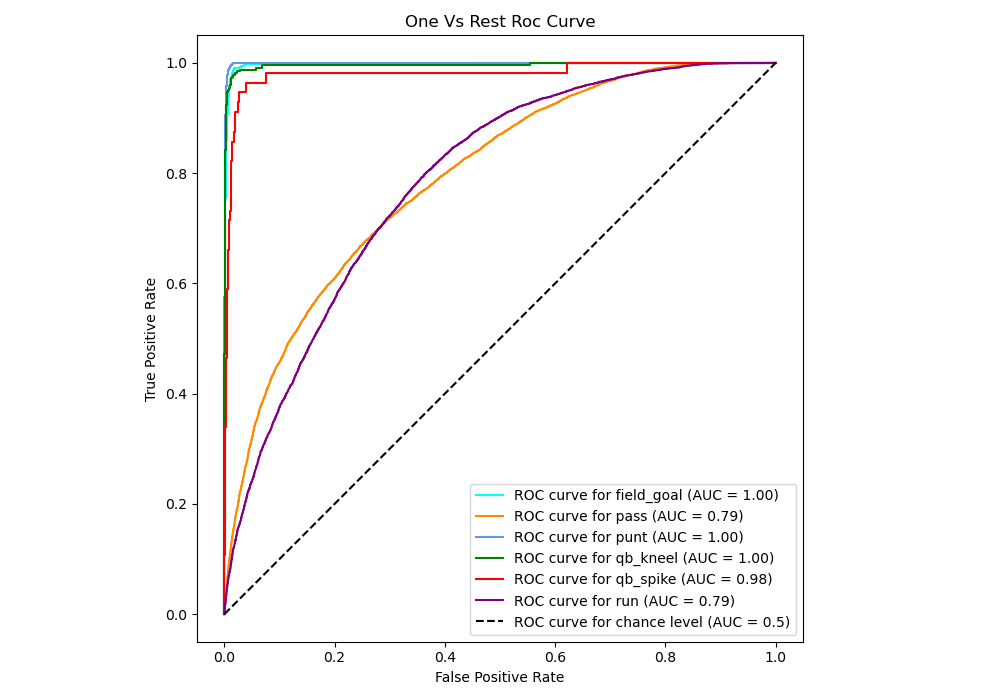 One Vs Rest Roc Curve
True Positive Rate
1.0
0.8
0.6
0.4
0.2
0.0
ROC curve for field_goal (AUC = 1.00)
ROC curve for pass (AUC = 0.79)
ROC curve for punt (AUC = 1.00)
ROC curve for qb_kneel (AUC = 1.00)
ROC curve for qb_spike (AUC = 0.98)
ROC curve for run (AUC = 0.79)
ROC curve for chance level (AUC = 0.5)
0.0 0.2 0.4 0.6 0.8 1.0
False Positive Rate